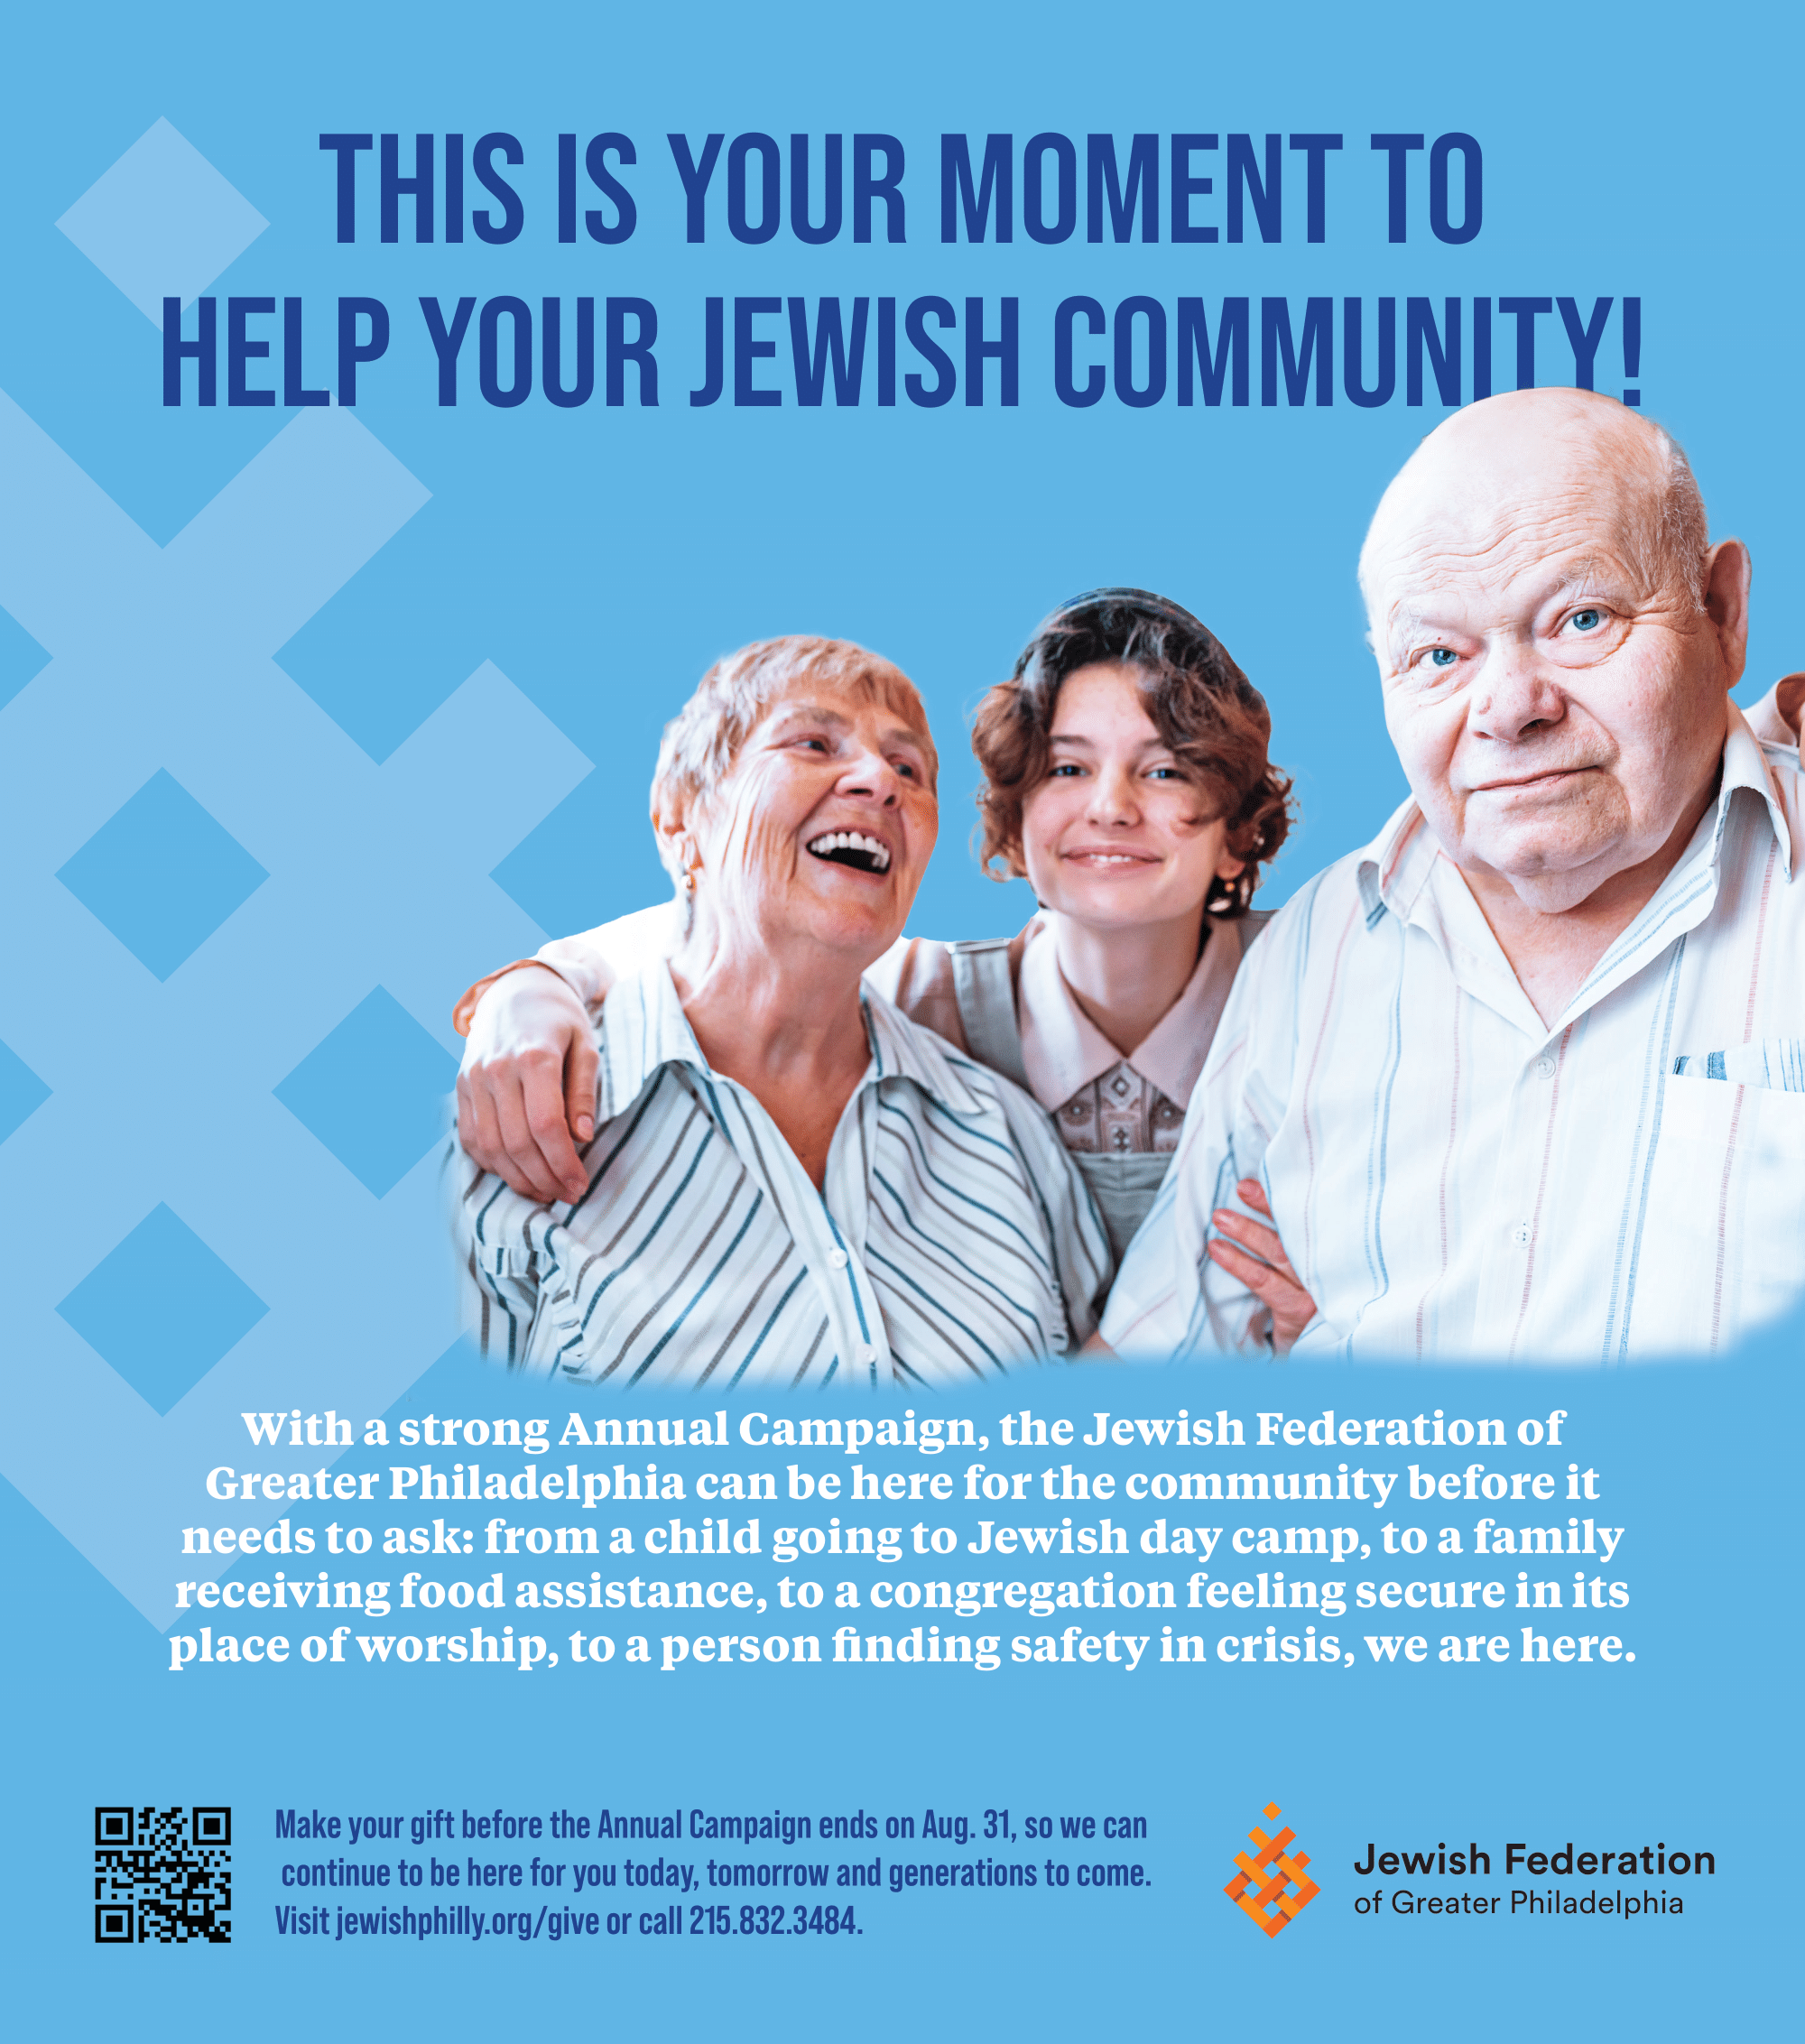 THIS IS YOUR MOMENT TO
HELP YOUR JEWISH COMMUNITY!
With a strong Annual Campaign, the Jewish Federation of
Greater Philadelphia can be here for the community before it
needs to ask: from a child going to Jewish day camp, to a family
receiving food assistance, to a congregation feeling secure in its
place of worship, to a person finding safety in crisis, we are here.
Make your gift before the Annual Campaign ends on Aug. 31, so we can
continue to be here for you today, tomorrow and generations to come.
Visit jewishphilly.org/give or call 215.832.3484.
Jewish Federation
of Greater Philadelphia